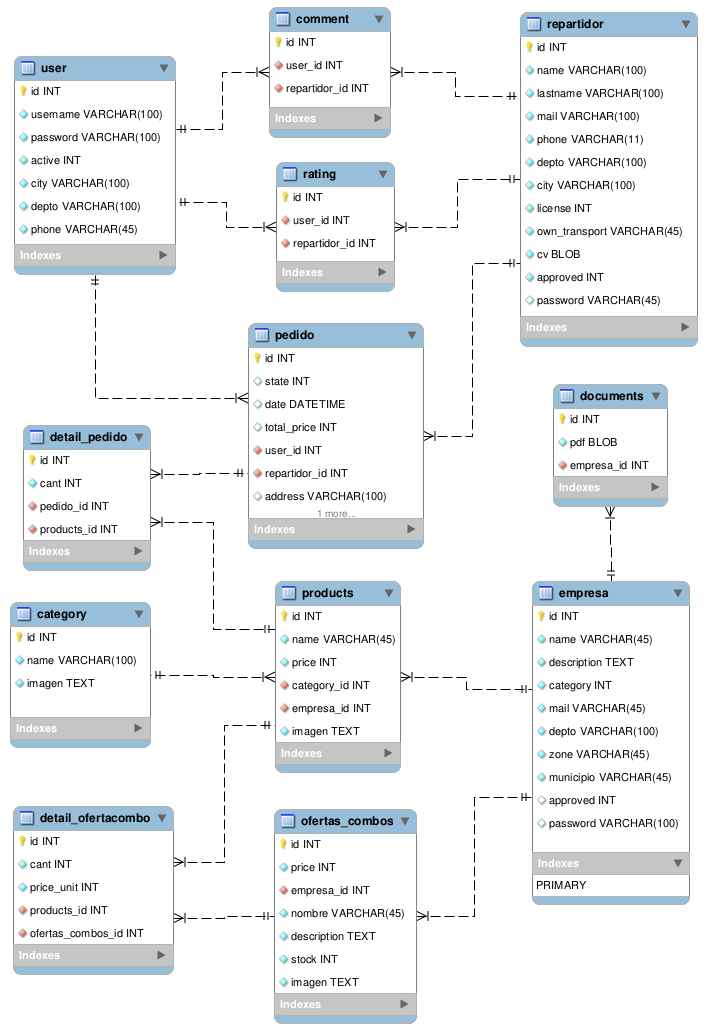 comment
id INT
user_id INT
repartidor_id INT
Indexes
repartidor
id INT
name VARCHAR(100)
lastname VARCHAR(100)
mail VARCHAR(100)
phone VARCHAR(11)
depto VARCHAR(100)
city VARCHAR(100)
license INT
own_transport VARCHAR(45)
cv BLOB
approved INT
password VARCHAR(45)
Indexes
user
id INT
username VARCHAR(100)
password VARCHAR(100)
active INT
city VARCHAR(100)
depto VARCHAR(100)
phone VARCHAR(45)
Indexes
rating
id INT
user_id INT
repartidor_id INT
Indexes
pedido
id INT
state INT
date DATETIME
total_price INT
user_id INT
repartidor_id INT
address VARCHAR(100)
1 more...
Indexes
documents
id INT
pdf BLOB
empresa_id INT
Indexes
detail_pedido
id INT
cant INT
pedido_id INT
products_id INT
Indexes
products
id INT
name VARCHAR(45)
price INT
category_id INT
empresa_id INT
imagen TEXT
Indexes
empresa
id INT
name VARCHAR(45)
description TEXT
category INT
mail VARCHAR(45)
depto VARCHAR(100)
zone VARCHAR(45)
municipio VARCHAR(45)
approved INT
password VARCHAR(100)
Indexes
PRIMARY
category
id INT
name VARCHAR(100)
imagen TEXT
Indexes
detail_ofertacombo
id INT
cant INT
price_unit INT
products_id INT
ofertas_combos_id INT
Indexes
ofertas_combos
id INT
price INT
empresa_id INT
nombre VARCHAR(45)
description TEXT
stock INT
imagen TEXT
Indexes